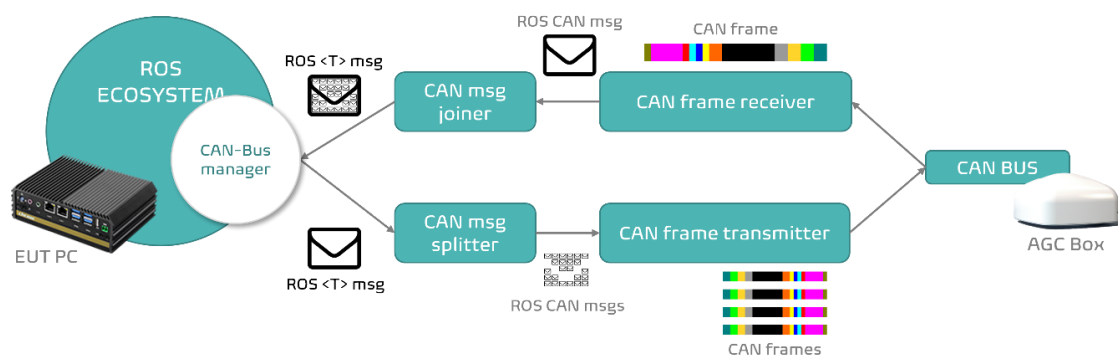 ROS CAN msg
CAN frame
ROS
ECOSYSTEM
ROS <T> msg
CAN msg
joiner
CAN frame receiver
CAN-Bus
manager
CAN BUS
EUT PC
CAN msg
splitter
CAN frame transmitter
AGC Box
ROS <T> msg
ROS CAN msgs
CAN frames